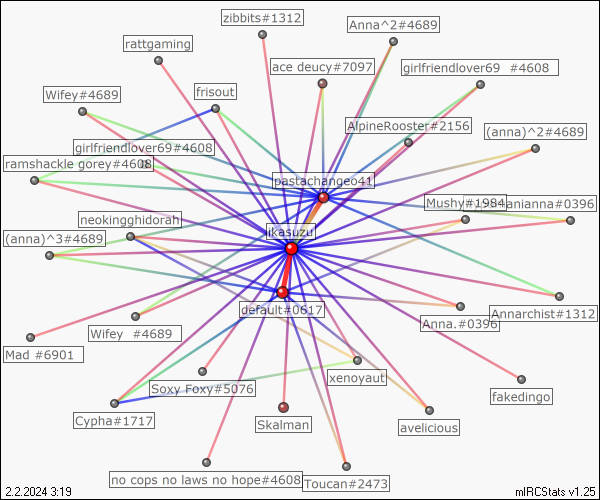 zibbits#1312
Anna^2#4689
rattgaming
ace deucy#7097
girlfriendlover69 #4608
Wifey#4689
frisout
AlpineRooster#2156
(anna)^2#4689
girlfriendlover69#4608
ramshackle gorey#4608
pastachangeo41
Mushy#1984
anianna#0396
neokingghidorah
ikasuzu
(anna)^3#4689
default#0617
Annarchist#1312
Anna.#0396
Wifey #4689
Mad #6901
xenoyaut
Soxy Foxy#5076
fakedingo
Cypha#1717
Skalman
avelicious
no cops no laws no hope#4608
Toucan#2473
2.2.2024 3:19
mIRCStats v1.25